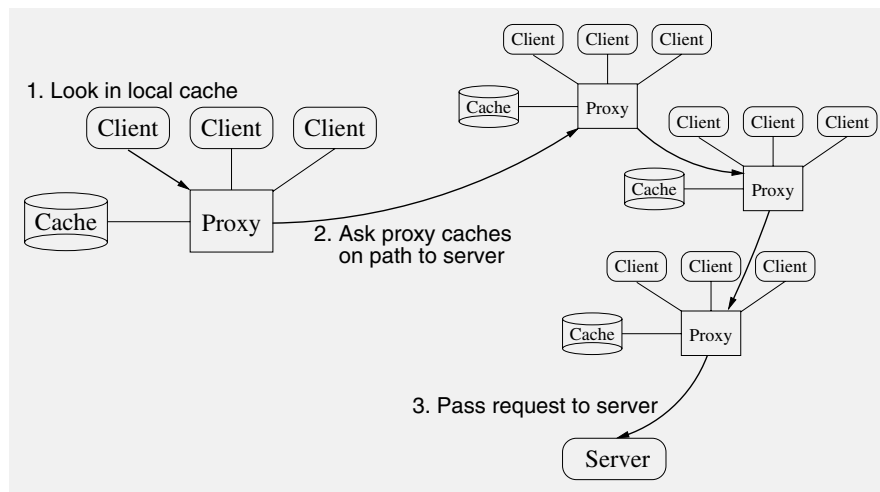 1. Look in local cache
Client
Client
Client
Cache
Proxy
2. Ask proxy caches
on path to server
Client
Client
Client
Cache
Proxy
Client
Client
Client
Cache
Proxy
Client
Client
Client
Cache
Proxy
3. Pass request to server
Server